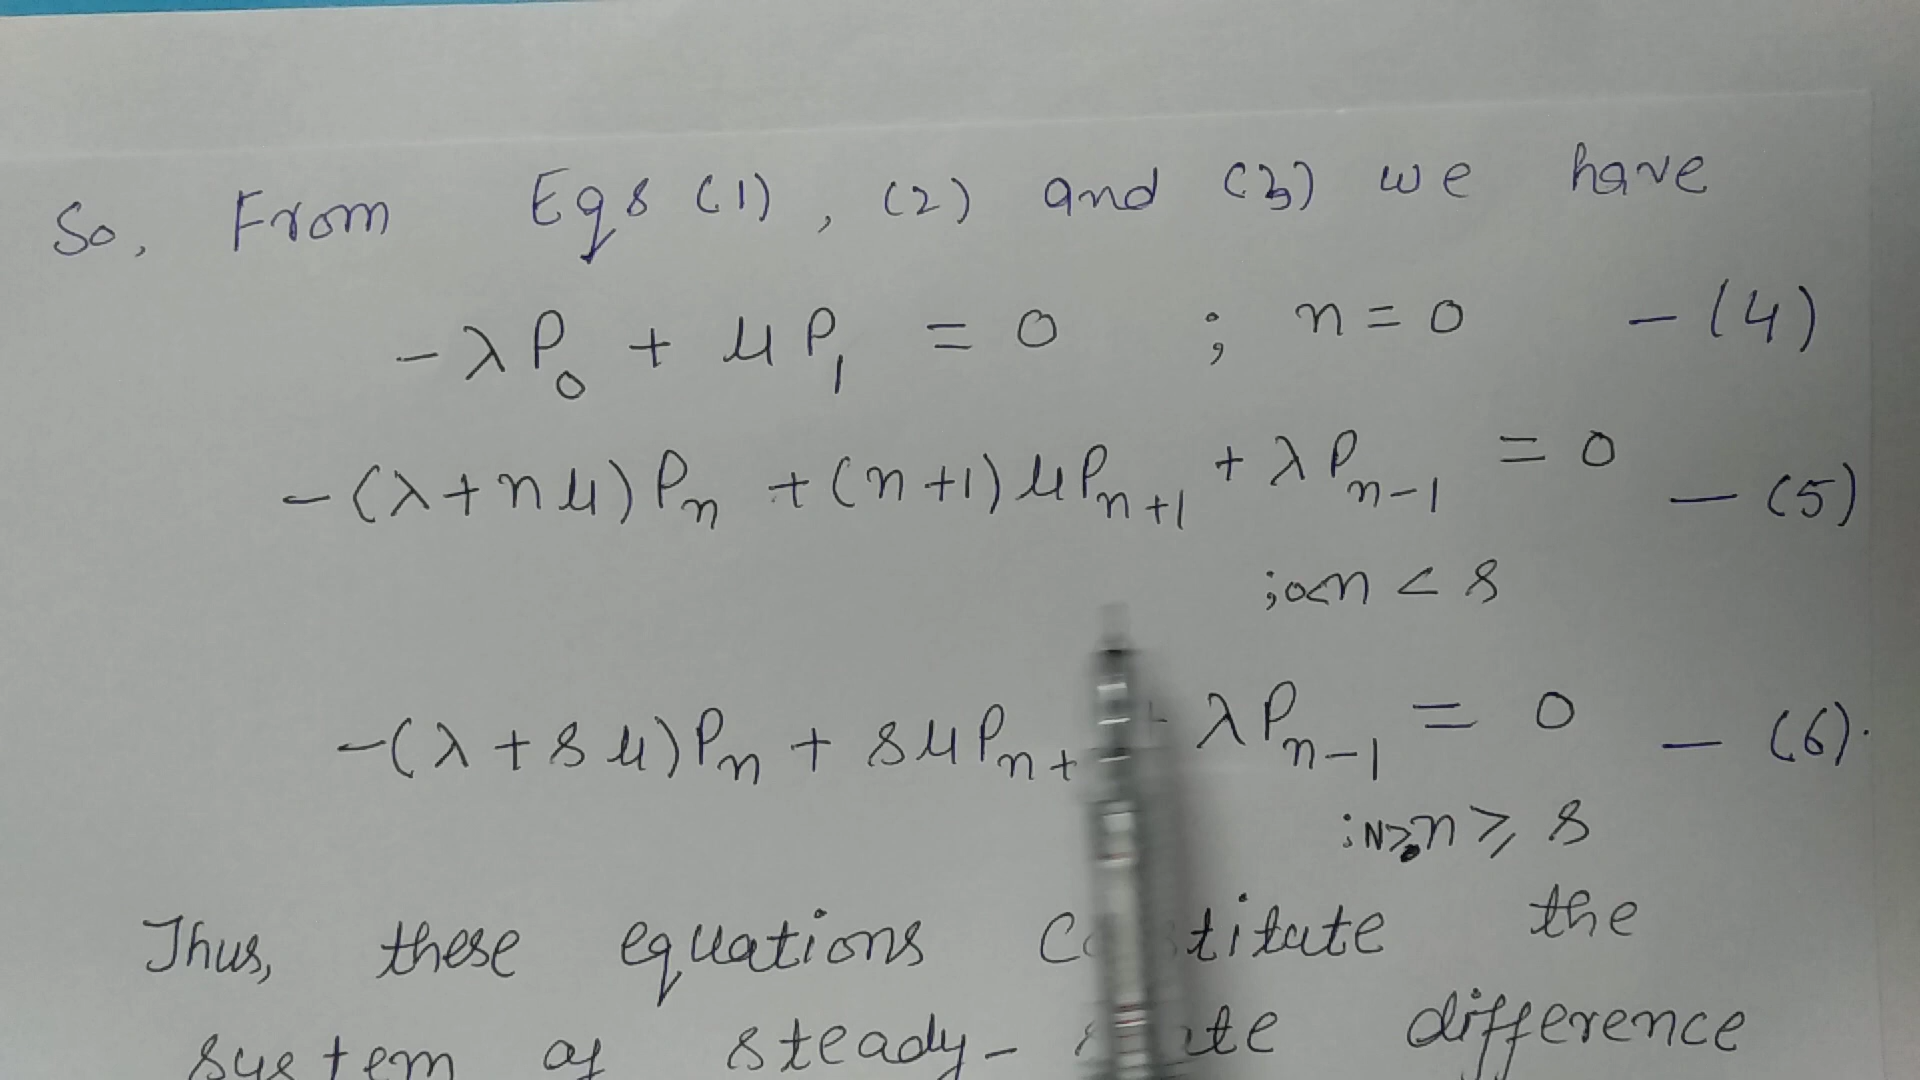 So, From Eqs (1), (2) and (3) we have
-λP₀ + μP₁ = 0 ; n=0 -(4)
-(λ+nμ)Pₙ +(n+1)μPₙ₊₁ + λPₙ₋₁ = 0 -(5)
;0<n<s
-(λ+sμ)Pₙ + sμPₙ₊ λPₙ₋₁ = 0 -(6).
;N≥n≥s
Thus, these equations the
system of steady- difference